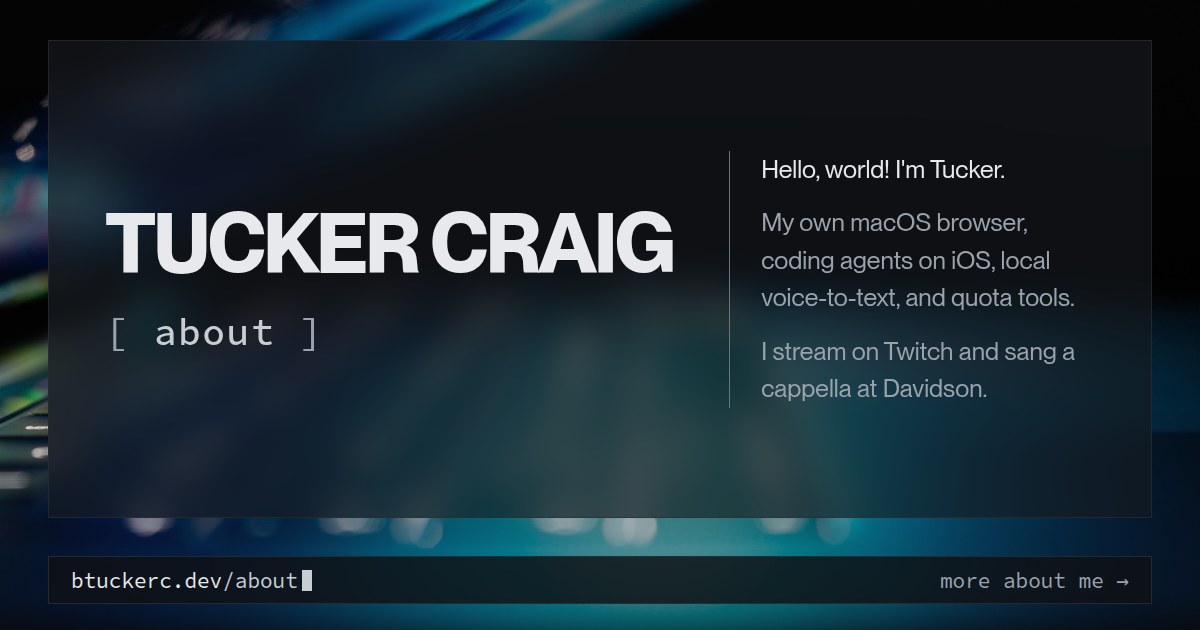 TUCKER CRAIG
[ about ]
Hello, world! I'm Tucker.
My own macOS browser,
coding agents on iOS, local
voice-to-text, and quota tools.
I stream on Twitch and sang a
cappella at Davidson.
btuckerc.dev/about
more about me →